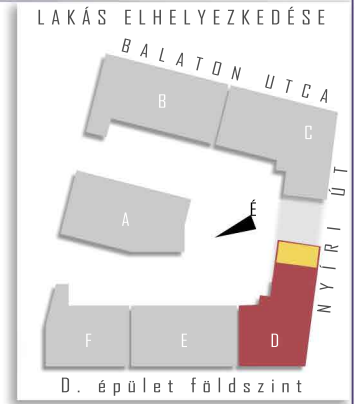 LAKÁS ELHELYEZKEDÉSE
BALATON UTCA
B
C
NYÍRI ÚT
A
É
F
E
D
D. épület földszint